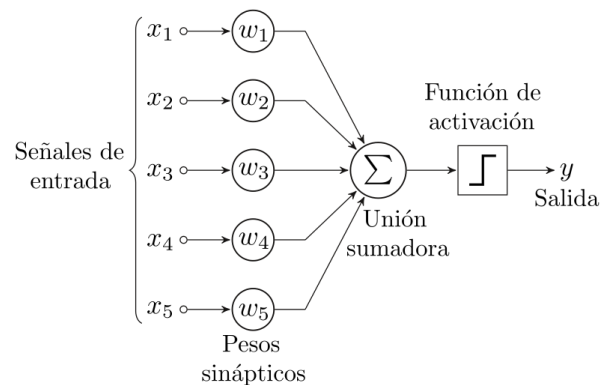 x1 w1
x2 w2
x3 w3
x4 w4
x5 w5
Señales de
entrada
Pesos
sinápticos
Σ
Unión
sumadora
Función de
activación
y
Salida